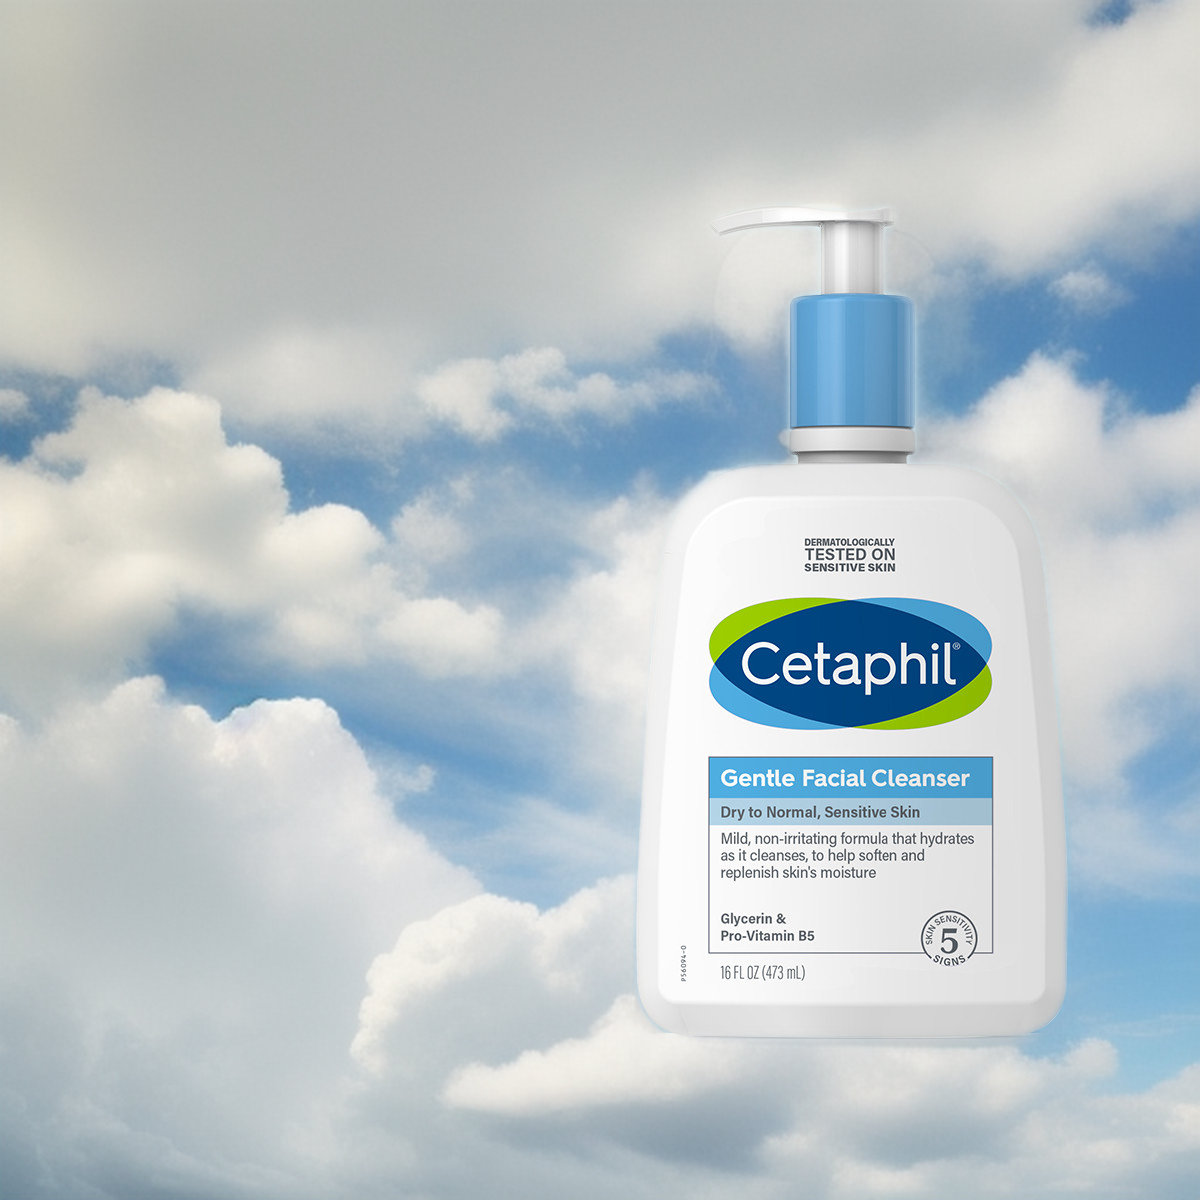 DERMATOLOGICALLY
TESTED ON
SENSITIVE SKIN
Cetaphil®
Gentle Facial Cleanser
Dry to Normal, Sensitive Skin
Mild, non-irritating formula that hydrates
as it cleanses, to help soften and
replenish skin's moisture
Glycerin &
Pro-Vitamin B5
SKIN SENSITIVITY
5
SIGNS
16 FL OZ (473 mL)
P56094-0